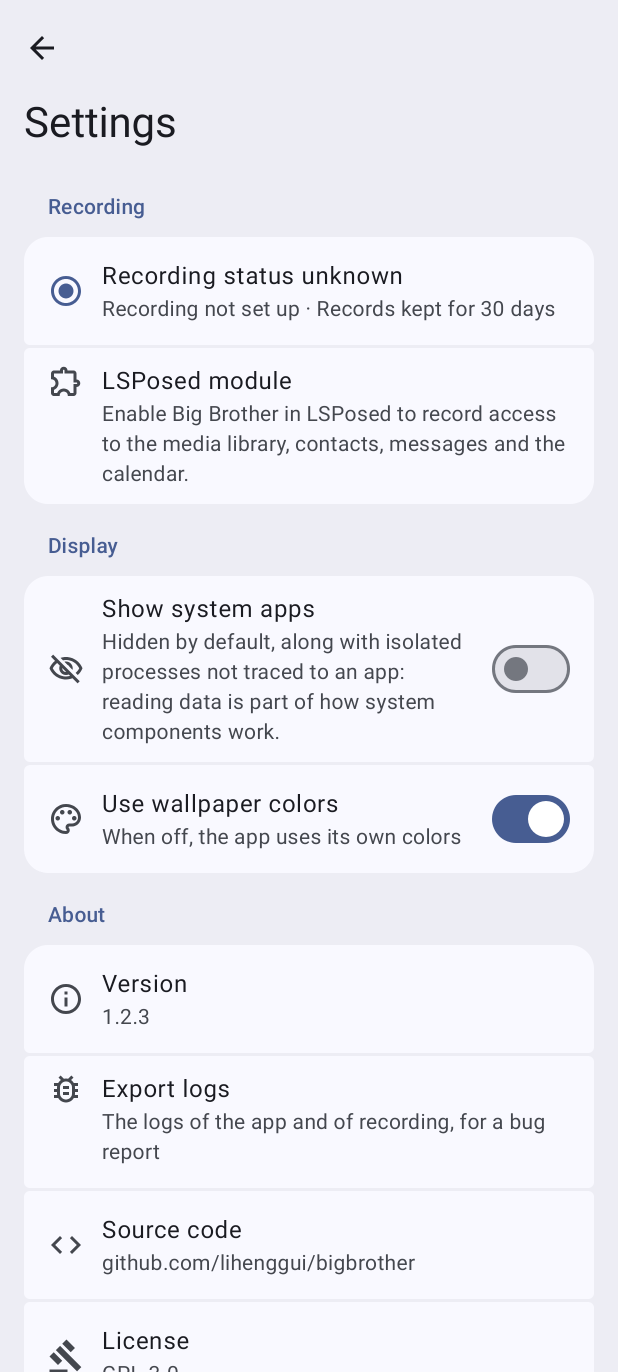 Settings
Recording
Recording status unknown
Recording not set up · Records kept for 30 days
LSPosed module
Enable Big Brother in LSPosed to record access
to the media library, contacts, messages and the
calendar.
Display
Show system apps
Hidden by default, along with isolated
processes not traced to an app:
reading data is part of how system
components work.
Use wallpaper colors
When off, the app uses its own colors
About
Version
1.2.3
Export logs
The logs of the app and of recording, for a bug
report
Source code
github.com/lihenggui/bigbrother
License